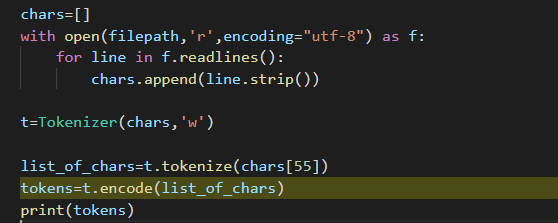 chars=[]
with open(filepath,'r',encoding="utf-8") as f:
    for line in f.readlines():
        chars.append(line.strip())
t=Tokenizer(chars,'w')
list_of_chars=t.tokenize(chars[55])
tokens=t.encode(list_of_chars)
print(tokens)